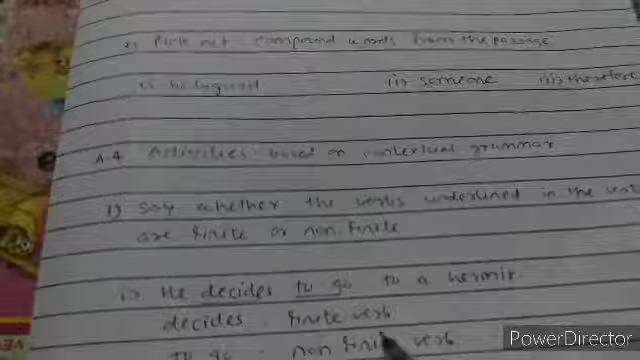 2) Pick out compound words from the passage
i) bodyguard ii) someone iii) therefore
A.4 Activities based on contextual grammar
1) Say whether the verbs underlined in the
are finite or non-finite
i) He decides to go to a hermit
decides - finite verb
to go - non finite verb
PowerDirector